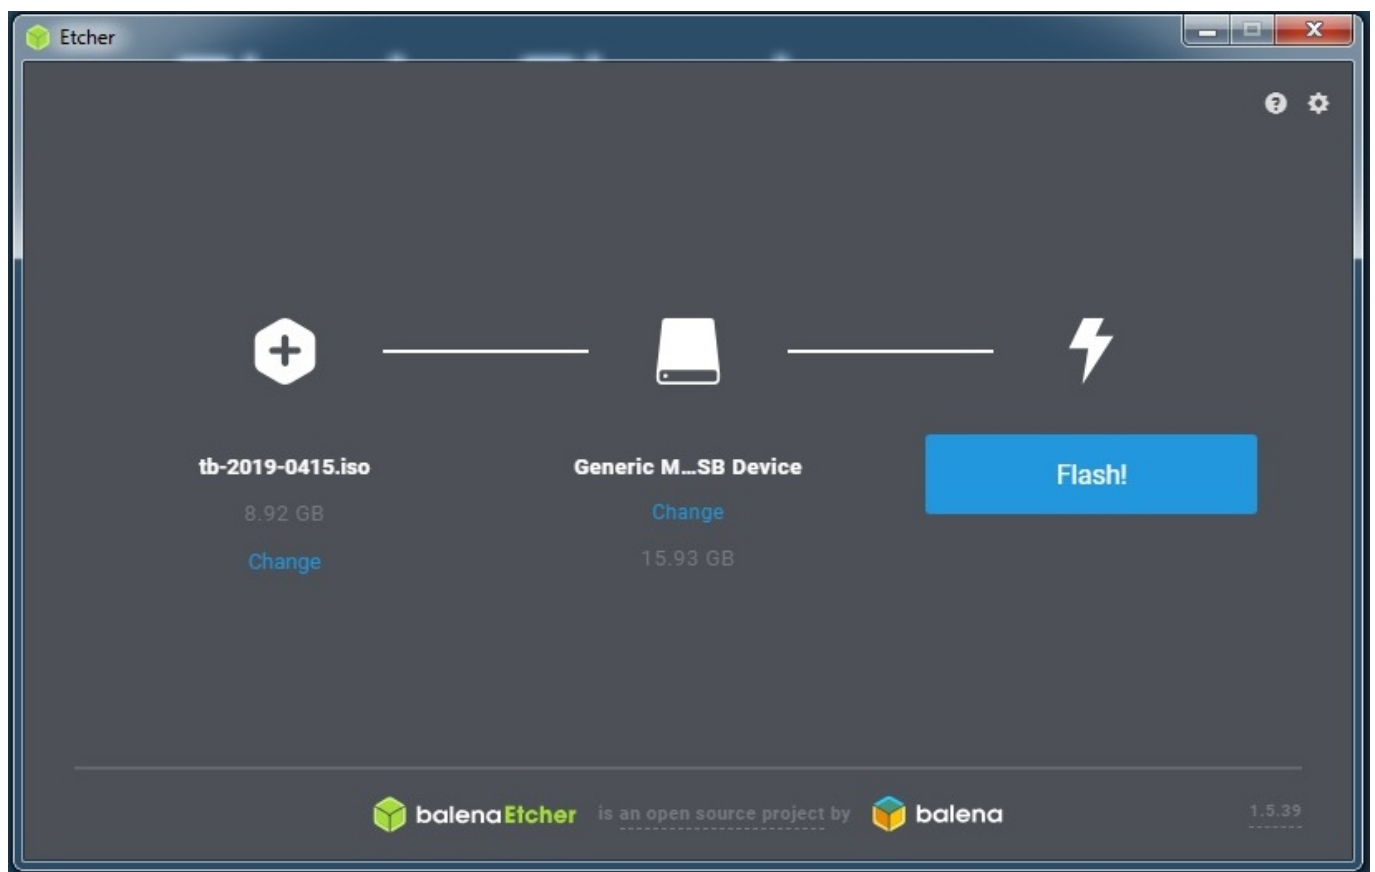 Etcher
tb-2019-0415.iso
8.92 GB
Change
Generic M...SB Device
Change
15.93 GB
Flash!
balenaEtcher is an open source project by balena
1.5.39